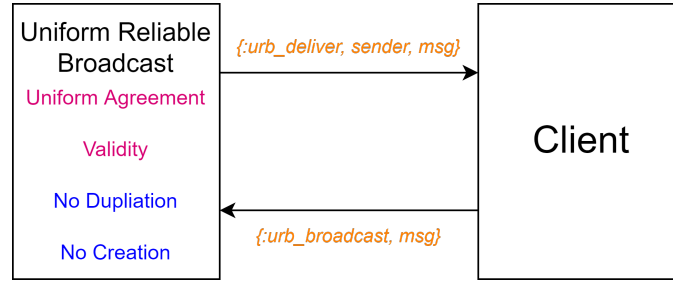 Uniform Reliable
Broadcast
Uniform Agreement
Validity
No Dupliation
No Creation
{:urb_deliver, sender, msg}
{:urb_broadcast, msg}
Client